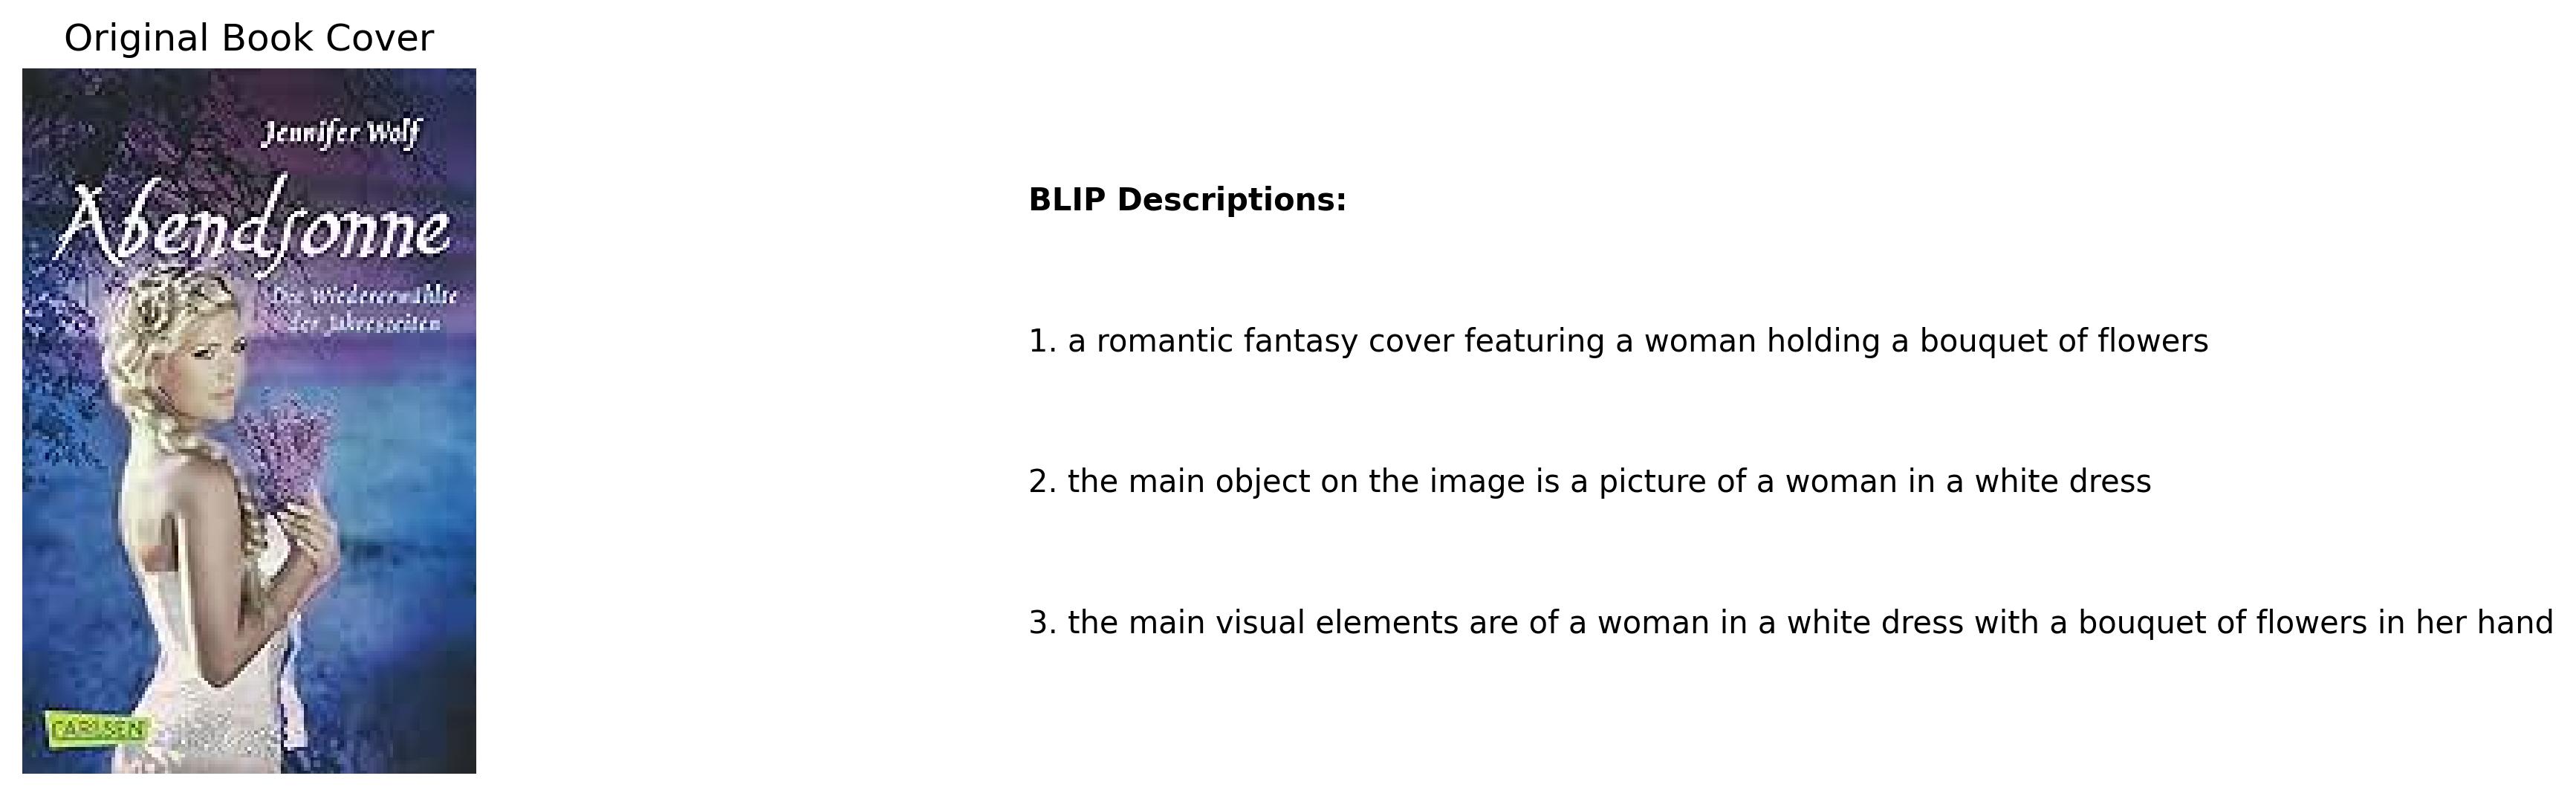 Original Book Cover
Jennifer Wolf
Abendsonne
Die Wiedererwählte
der Jahreszeiten
CARLSEN
BLIP Descriptions:
1. a romantic fantasy cover featuring a woman holding a bouquet of flowers
2. the main object on the image is a picture of a woman in a white dress
3. the main visual elements are of a woman in a white dress with a bouquet of flowers in her hand